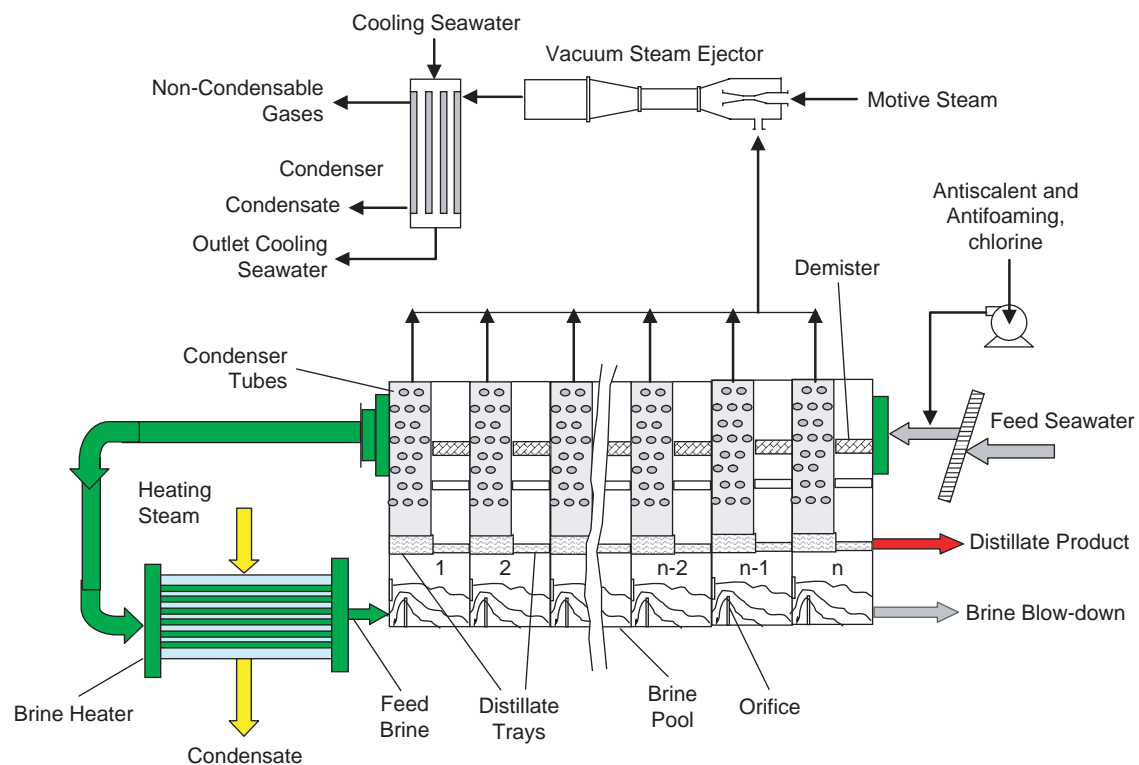 Cooling Seawater
Vacuum Steam Ejector
Non-Condensable
Gases
Motive Steam
Condenser
Condensate
Outlet Cooling
Seawater
Antiscalent and
Antifoaming,
chlorine
Demister
Condenser
Tubes
Feed Seawater
Heating
Steam
Distillate Product
1
2
n-2
n-1
n
Brine Blow-down
Brine Heater
Feed
Brine
Distillate
Trays
Brine
Pool
Orifice
Condensate